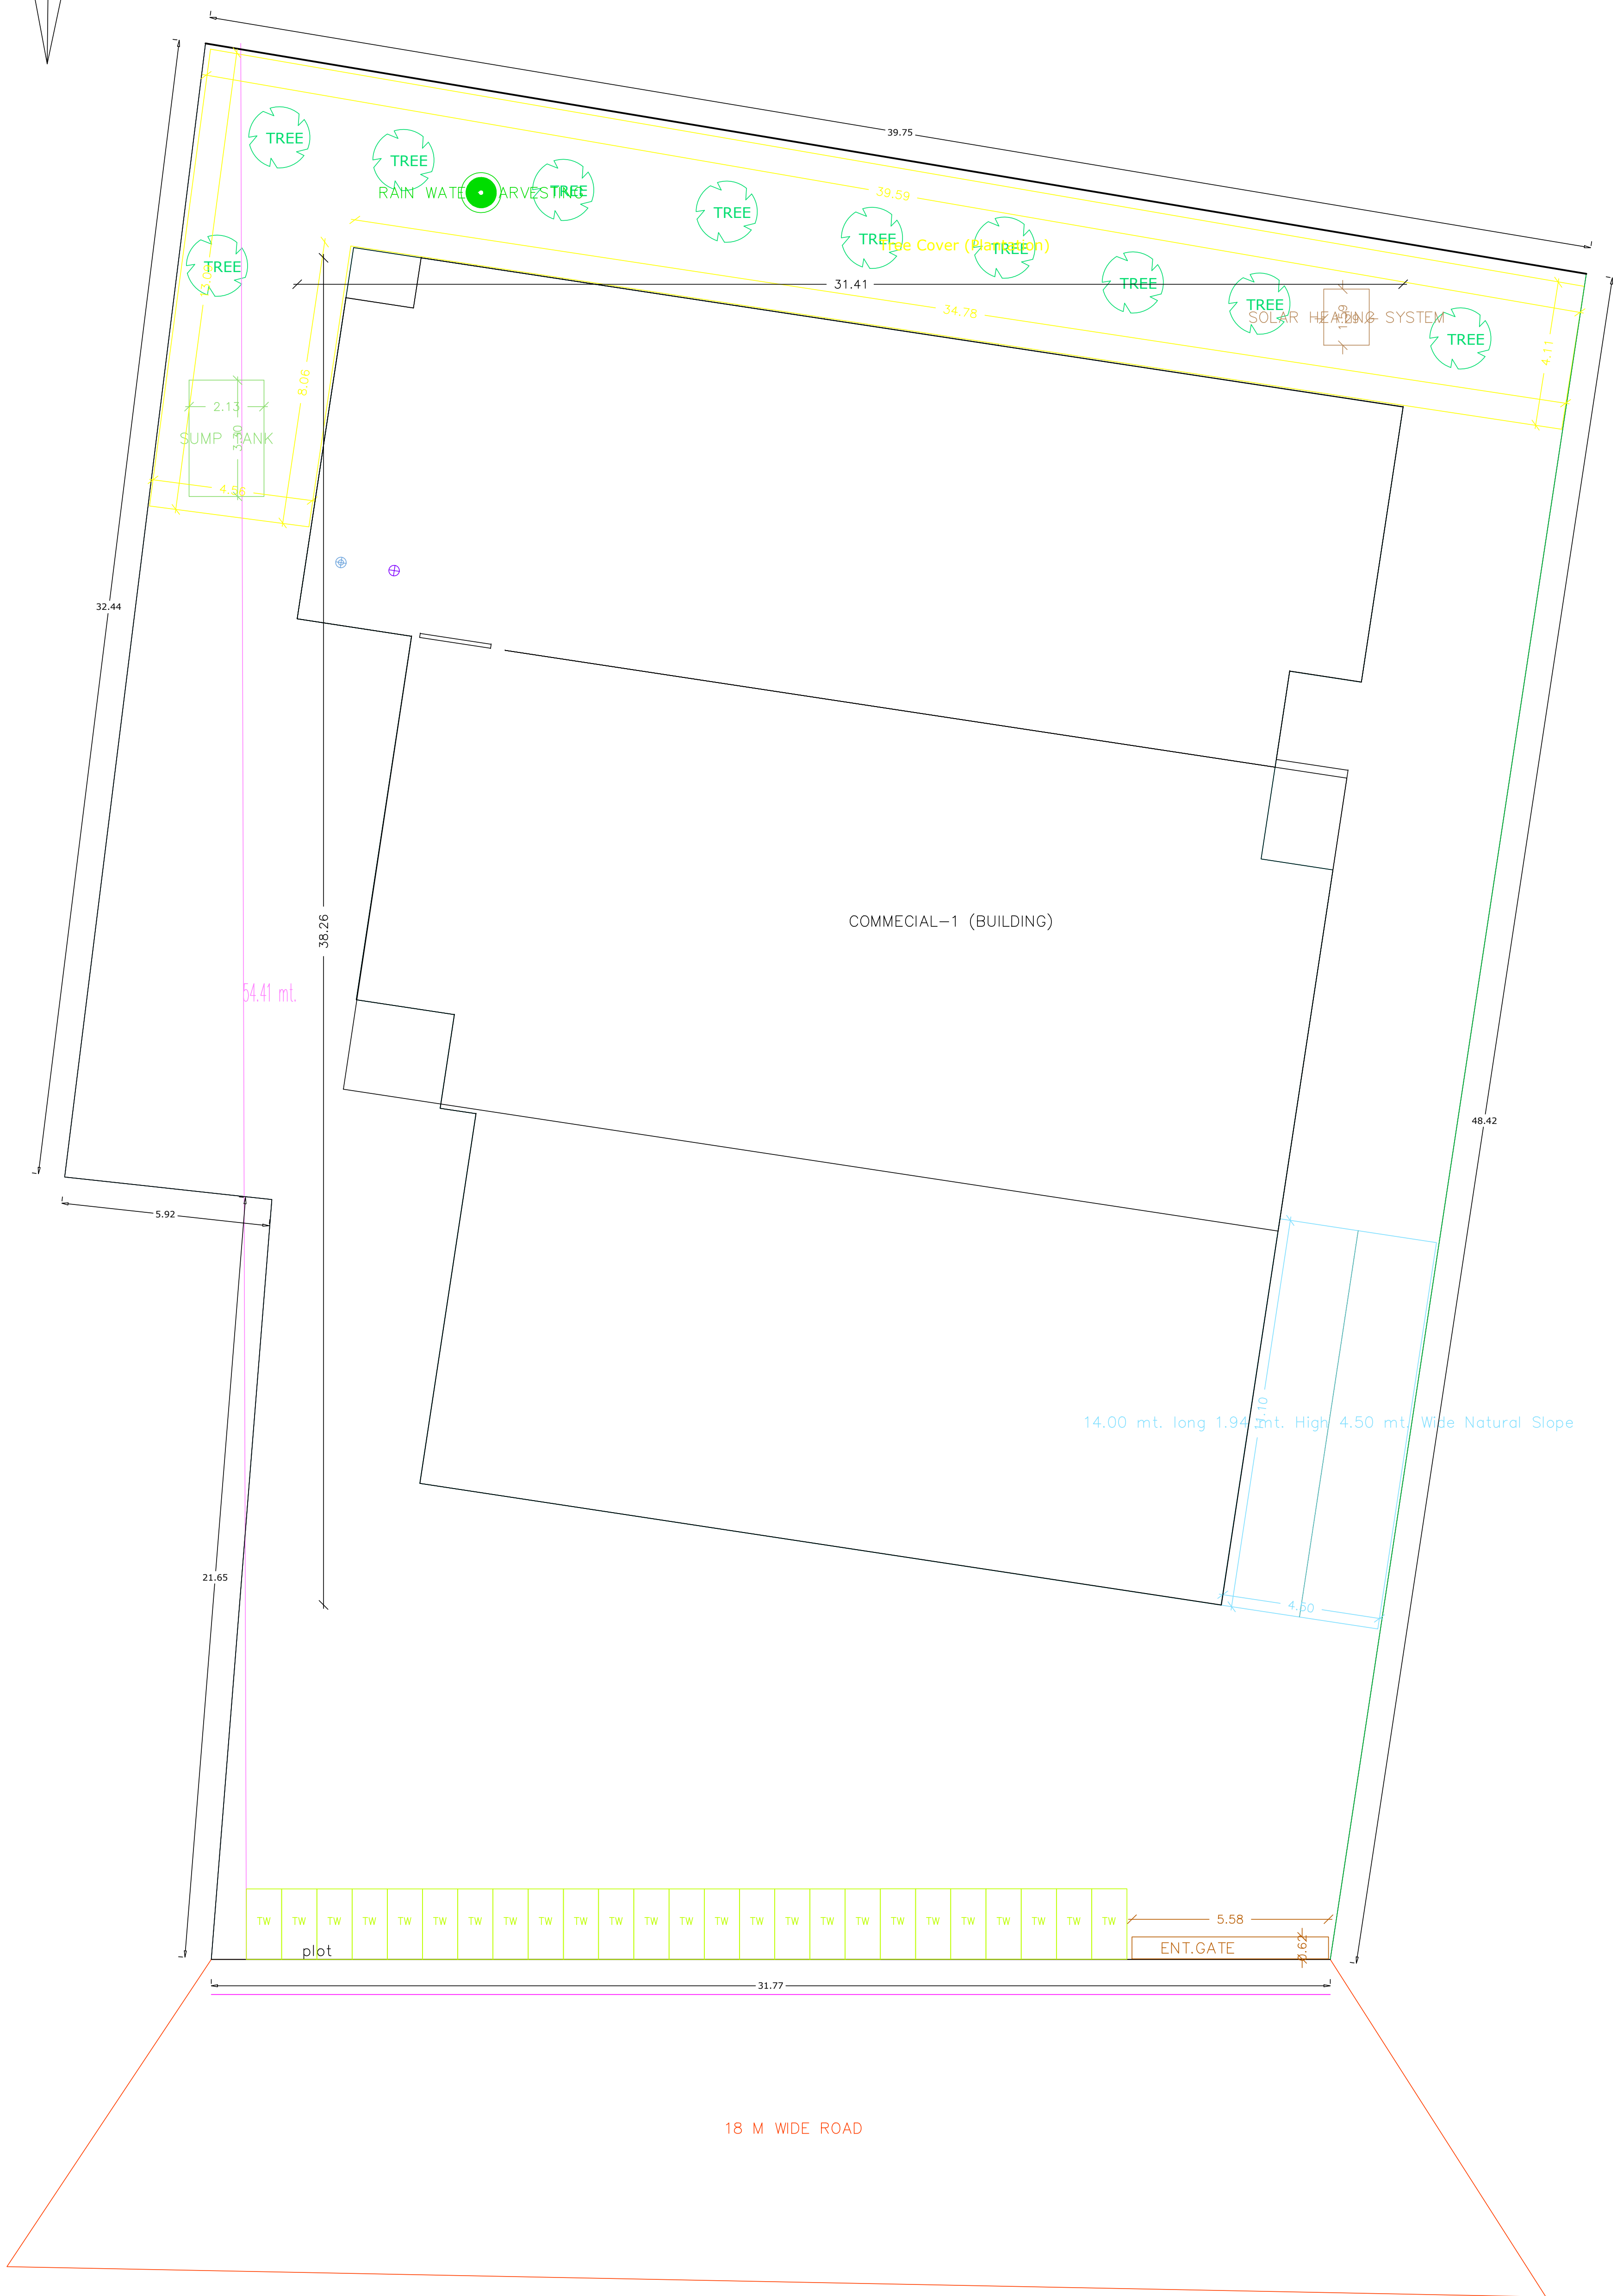 39.75
TREE
TREE
RAIN WATER HARVESTING
TREE
TREE
39.59
TREE
Tree Cover (Plantation)
TREE
TREE
TREE
31.41
TREE
34.78
SOLAR HEATING SYSTEM
1.59
TREE
4.11
8.08
2.13
SUMP TANK
3.30
4.56
32.44
COMMECIAL-1 (BUILDING)
38.26
54.41 mt.
48.42
5.92
14.00 mt. long 1.94 mt. High 4.50 mt. Wide Natural Slope
21.65
4.50
TW TW TW TW TW TW TW TW TW TW TW TW TW TW TW TW TW TW TW TW TW TW TW TW TW
5.58
ENT.GATE
0.62
plot
31.77
18 M WIDE ROAD